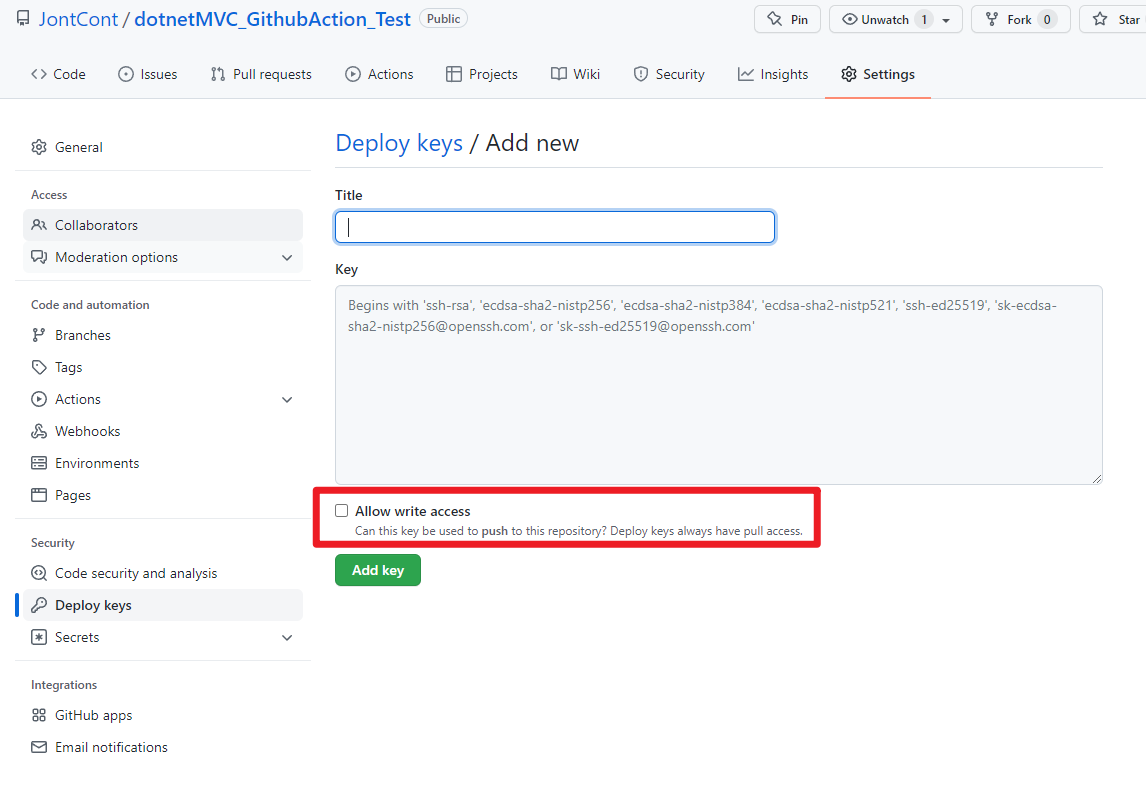 JontCont / dotnetMVC_GithubAction_Test Public Pin Unwatch 1 Fork 0 Star
Code Issues Pull requests Actions Projects Wiki Security Insights Settings
General
Access
Collaborators
Moderation options
Code and automation
Branches
Tags
Actions
Webhooks
Environments
Pages
Security
Code security and analysis
Deploy keys
Secrets
Integrations
GitHub apps
Email notifications
Deploy keys / Add new
Title
Key
Begins with 'ssh-rsa', 'ecdsa-sha2-nistp256', 'ecdsa-sha2-nistp384', 'ecdsa-sha2-nistp521', 'ssh-ed25519', 'sk-ecdsa-
sha2-nistp256@openssh.com', or 'sk-ssh-ed25519@openssh.com'
Allow write access
Can this key be used to push to this repository? Deploy keys always have pull access.
Add key